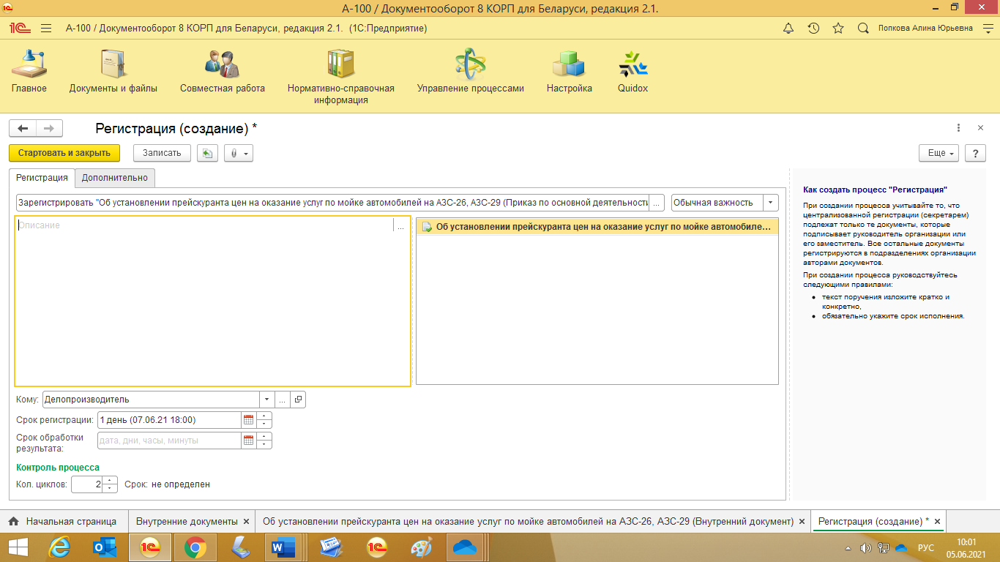 А-100 / Документооборот 8 КОРП для Беларуси, редакция 2.1.
А-100 / Документооборот 8 КОРП для Беларуси, редакция 2.1. (1С:Предприятие)
Попкова Алина Юрьевна
Главное
Документы и файлы
Совместная работа
Нормативно-справочная
информация
Управление процессами
Настройка
Quidox
Регистрация (создание) *
Стартовать и закрыть
Записать
Еще
?
Регистрация
Дополнительно
Зарегистрировать "Об установлении прейскуранта цен на оказание услуг по мойке автомобилей на АЗС-26, АЗС-29 (Приказ по основной деятельности
...
Обычная важность
Описание
...
Об установлении прейскуранта цен на оказание услуг по мойке автомобиле...
Кому:
Делопроизводитель
...
Срок регистрации:
1 день (07.06.21 18:00)
Срок обработки
результата:
дата, дни, часы, минуты
Контроль процесса
Кол. циклов:
2
Срок: не определен
Как создать процесс "Регистрация"
При создании процесса учитывайте то, что
централизованной регистрации (секретарем)
подлежат только те документы, которые
подписывает руководитель организации или
его заместитель. Все остальные документы
регистрируются в подразделениях организации
авторами документов.
При создании процесса руководствуйтесь
следующими правилами:
• текст поручения изложите кратко и
конкретно,
• обязательно укажите срок исполнения.
Начальная страница
Внутренние документы
Об установлении прейскуранта цен на оказание услуг по мойке автомобилей на АЗС-26, АЗС-29 (Внутренний документ)
Регистрация (создание) *
РУС
10:01
05.06.2021